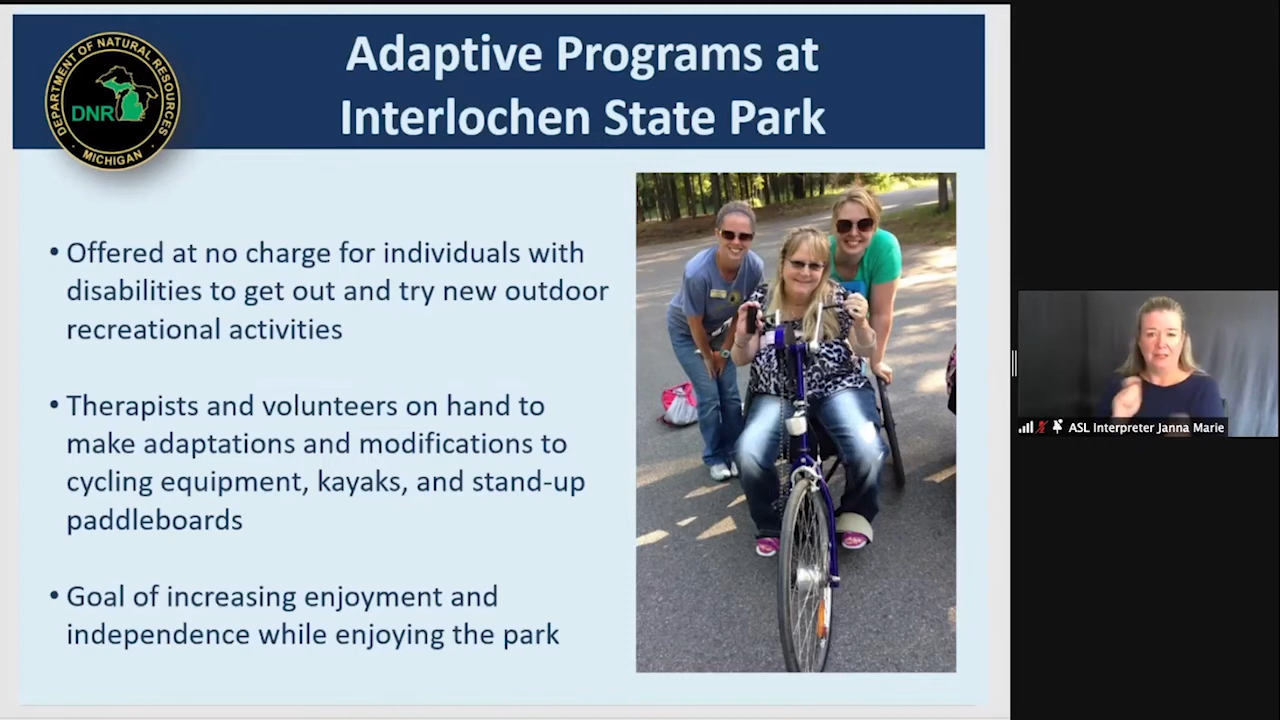 DEPARTMENT OF NATURAL RESOURCES
DNR
• MICHIGAN •
Adaptive Programs at
Interlochen State Park
• Offered at no charge for individuals with
disabilities to get out and try new outdoor
recreational activities
• Therapists and volunteers on hand to
make adaptations and modifications to
cycling equipment, kayaks, and stand-up
paddleboards
• Goal of increasing enjoyment and
independence while enjoying the park
ASL Interpreter Janna Marie